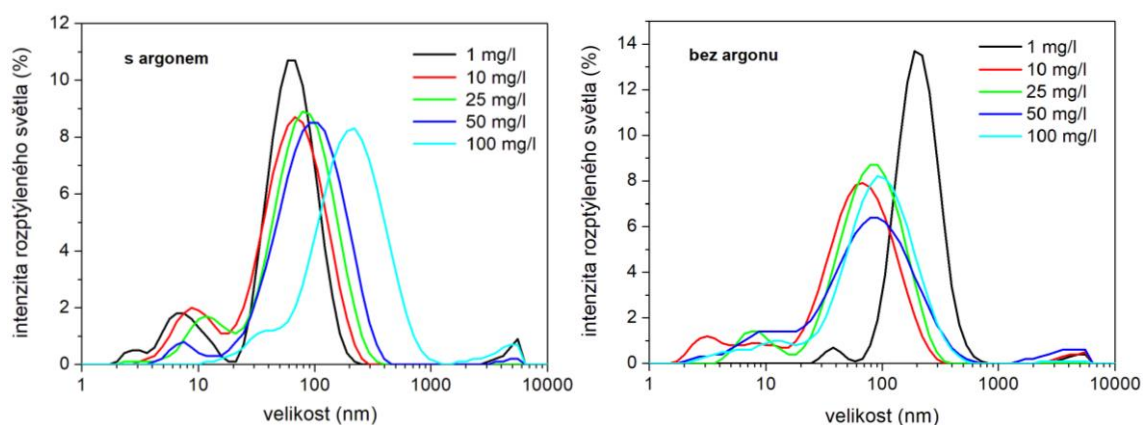 s argonem
1 mg/l
10 mg/l
25 mg/l
50 mg/l
100 mg/l
intenzita rozptýleného světla (%)
12
10
8
6
4
2
0
1
10
100
1000
10000
velikost (nm)
bez argonu
1 mg/l
10 mg/l
25 mg/l
50 mg/l
100 mg/l
intenzita rozptýleného světla (%)
14
12
10
8
6
4
2
0
1
10
100
1000
10000
velikost (nm)